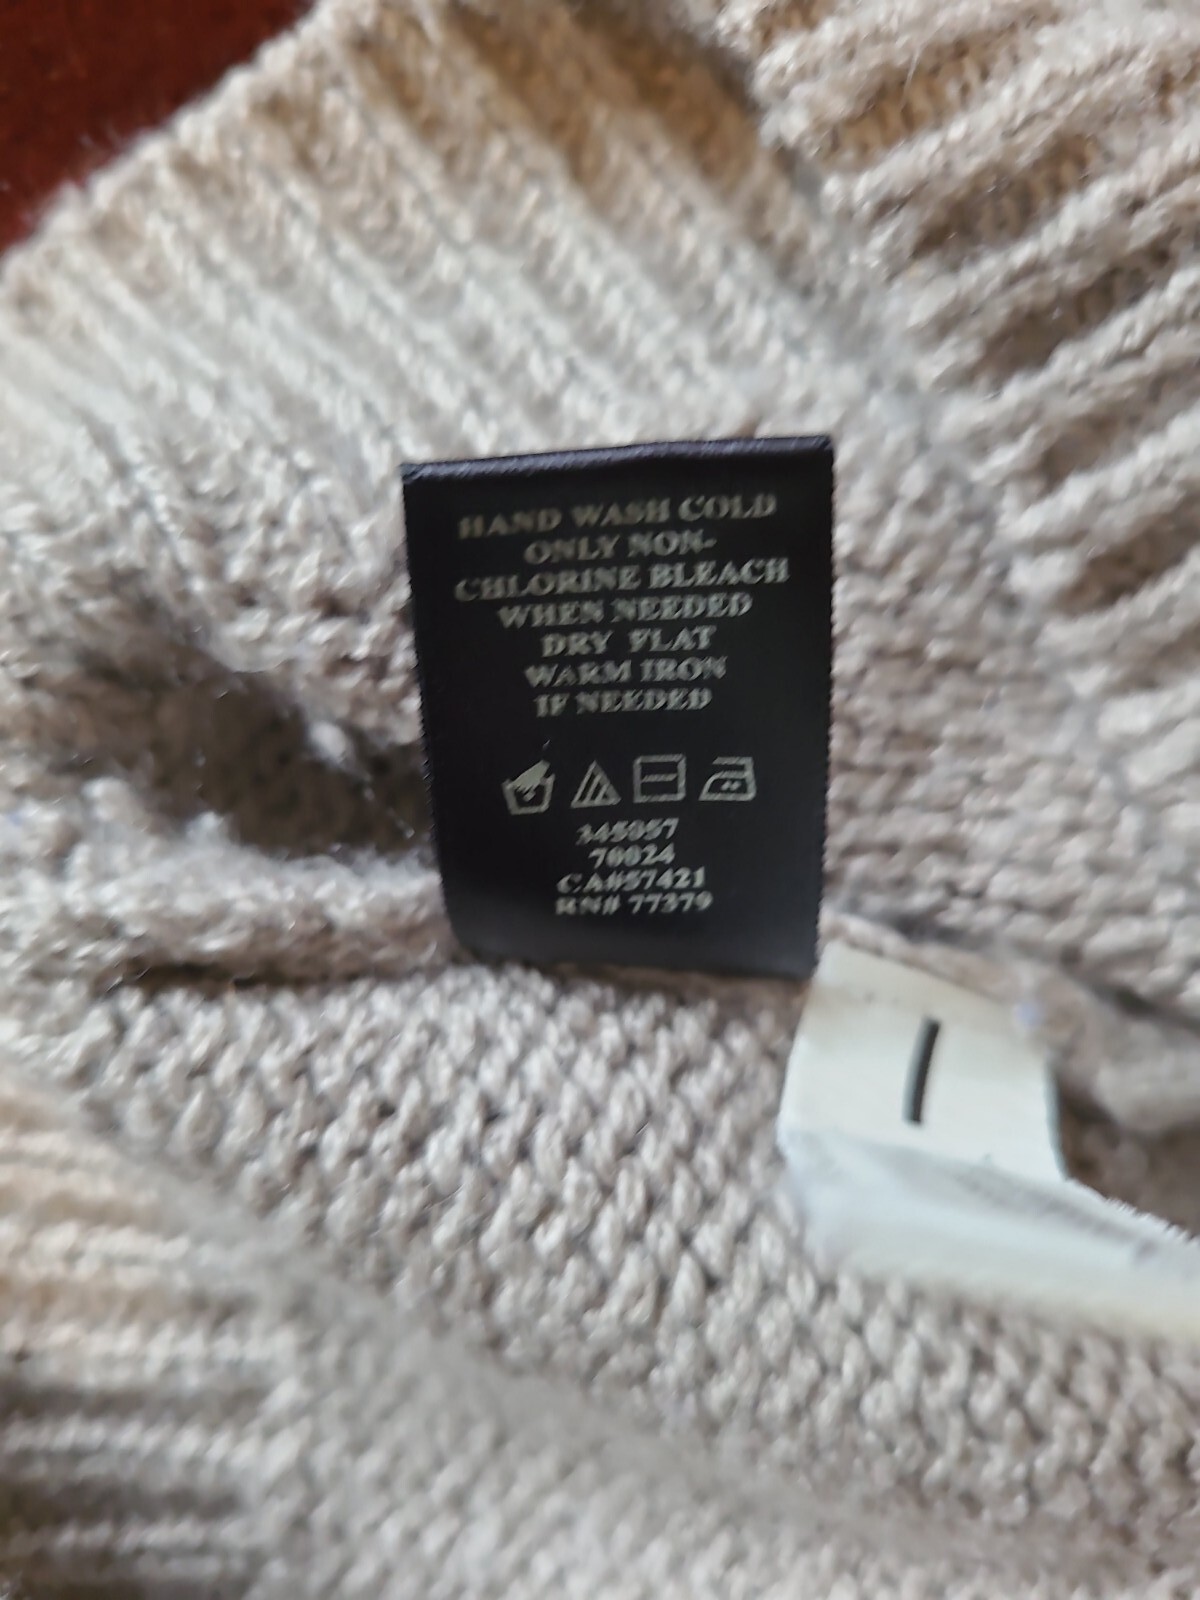 HAND WASH COLD
ONLY NON-
CHLORINE BLEACH
WHEN NEEDED
DRY FLAT
WARM IRON
IF NEEDED
345057
70024
CA#57421
RN# 77379